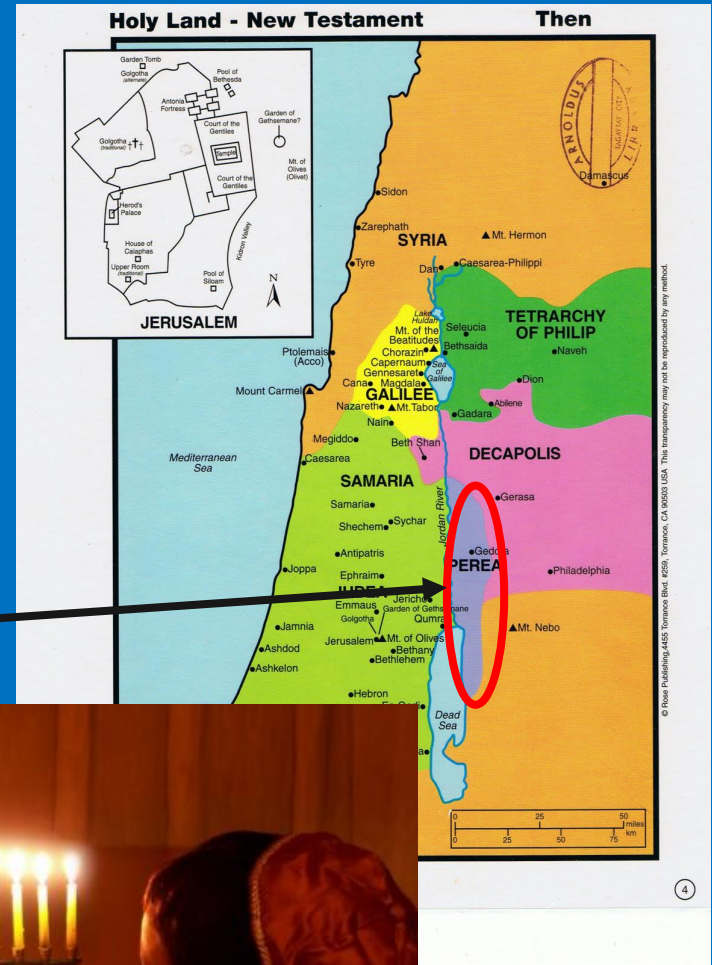 Holy Land - New Testament Then
Garden Tomb
Golgotha
(alternate)
Pool of
Bethesda
Antonia
Fortress
Garden of
Gethsemane?
Court of the
Gentiles
Golgotha
(traditional)
Temple
Mt. of
Olives
(Olivet)
Court of the
Gentiles
Herod's
Palace
Kidron Valley
House of
Caiaphas
Upper Room
(traditional)
Pool of
Siloam
N
JERUSALEM
ARNOLDUS
TAGAYTAY CITY
Damascus
Sidon
Zarephath
SYRIA
Mt. Hermon
Tyre
Dan
Caesarea-Philippi
TETRARCHY
OF PHILIP
Lake
Huldah
Seleucia
Mt. of the
Beatitudes
Naveh
Ptolemais
(Acco)
Chorazin
Bethsaida
Capernaum
Sea
of
Galilee
Gennesaret
Dion
Cana
Magdala
Mount Carmel
GALILEE
Abilene
Nazareth
Mt. Tabor
Gadara
Nain
Megiddo
Beth Shan
DECAPOLIS
Mediterranean
Sea
Caesarea
SAMARIA
Jordan River
Gerasa
Samaria
Sychar
Shechem
Antipatris
PEREA
Philadelphia
Joppa
Ephraim
Jericho
Emmaus
Garden of Gethsemane
Golgotha
Jamnia
Mt. Nebo
Jerusalem
Mt. of Olives
Ashdod
Bethany
Bethlehem
Ashkelon
Hebron
Dead
Sea
0 25 50
miles
km
0 25 50 75
© Rose Publishing,4455 Torrance Blvd. #259, Torrance, CA 90503 USA This transparency may not be reproduced by any method.
4